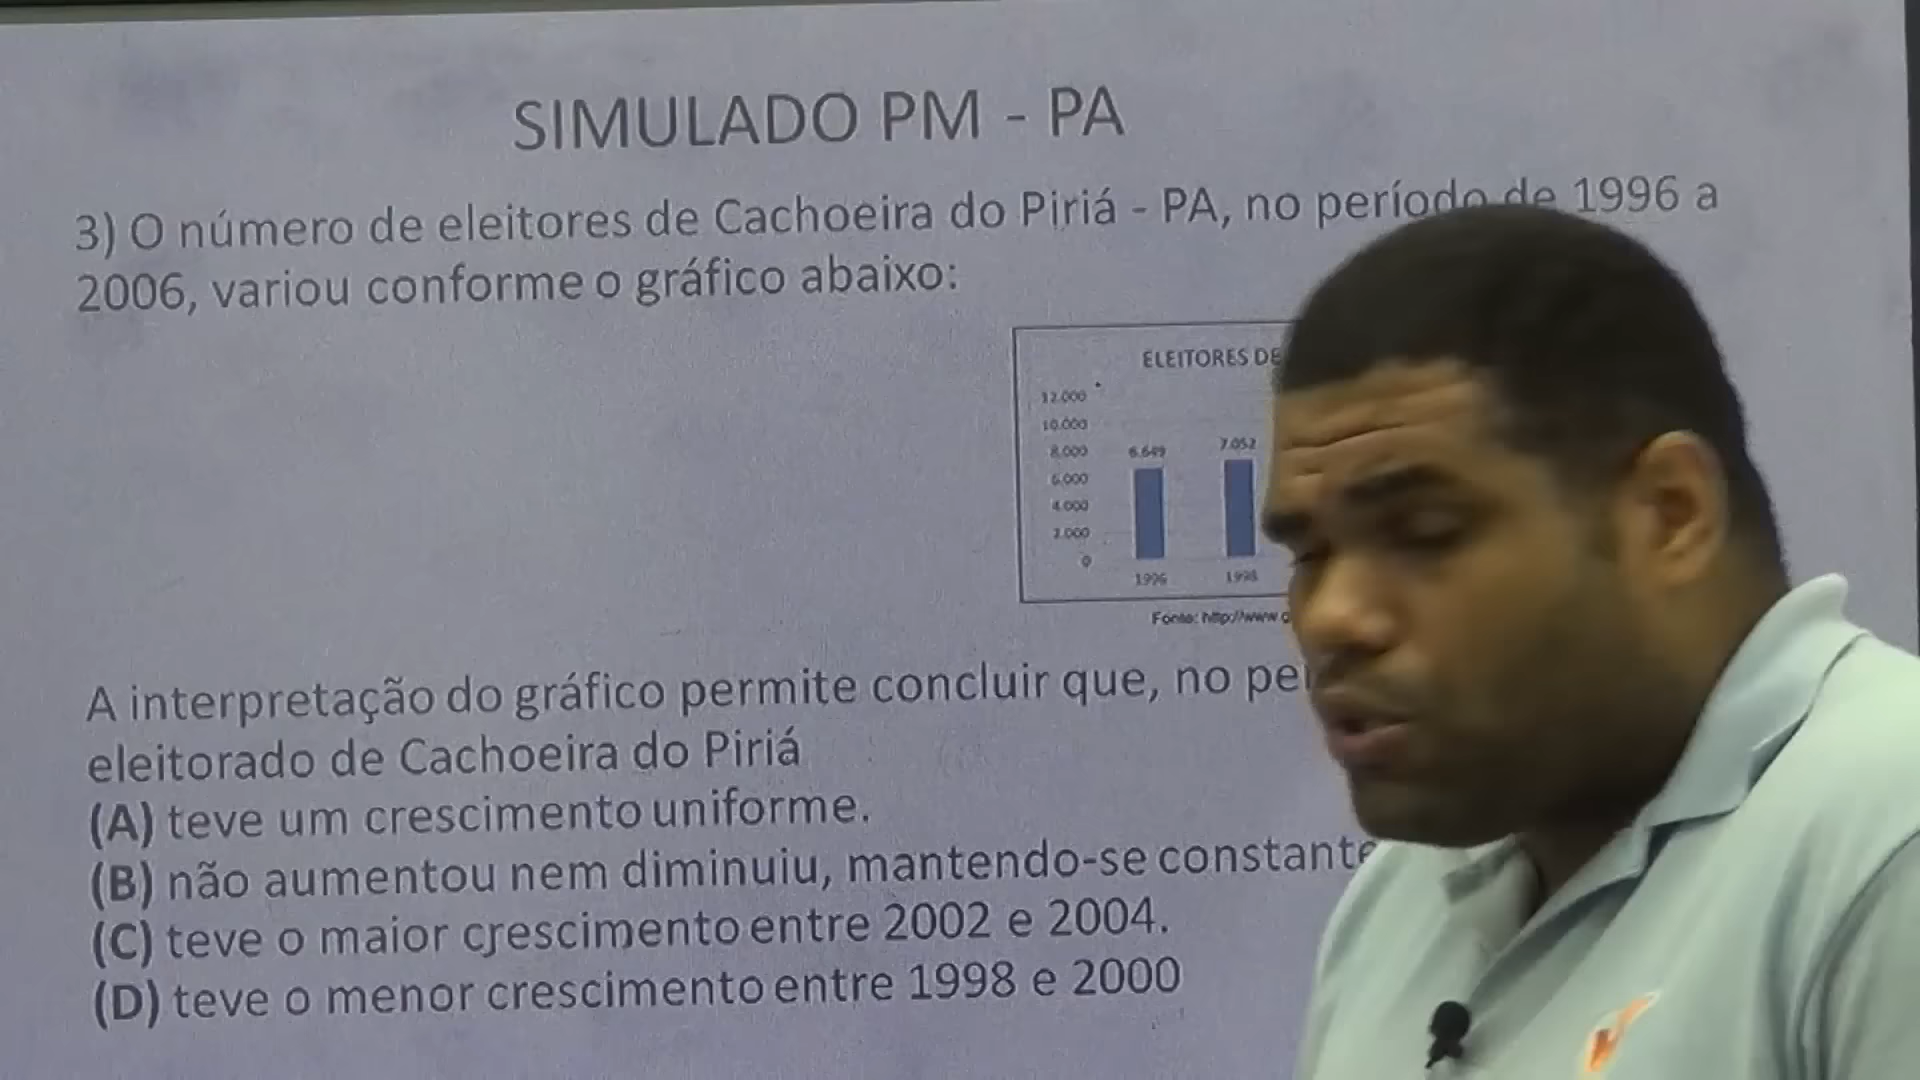 SIMULADO PM - PA
3) O número de eleitores de Cachoeira do Piriá - PA, no período de 1996 a
2006, variou conforme o gráfico abaixo:
ELEITORES DE
12.000
10.000
8.000
6.000
4.000
2.000
0
6.649
7.052
1996
1998
Fonte: http://www
A interpretação do gráfico permite concluir que, no
eleitorado de Cachoeira do Piriá
(A) teve um crescimento uniforme.
(B) não aumentou nem diminuiu, mantendo-se constante
(C) teve o maior crescimento entre 2002 e 2004.
(D) teve o menor crescimento entre 1998 e 2000